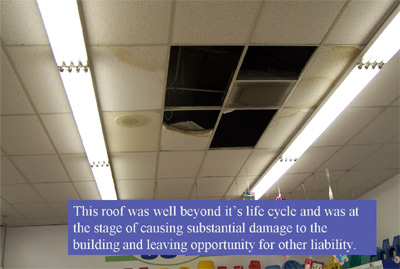 This roof was well beyond it's life cycle and was at
the stage of causing substantial damage to the
building and leaving opportunity for other liability.